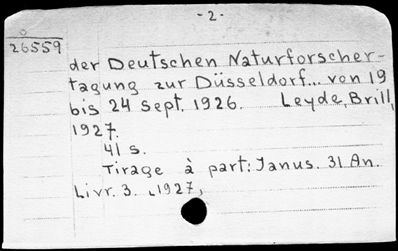 - 2 -
26559
der Deutschen Naturforscher-
tagung zur Düsseldorf... von 19
bis 24 Sept. 1926. Leyde, Brill,
1927.
41 s.
Tirage à part: Janus. 31 An.
Livr. 3. [1927]